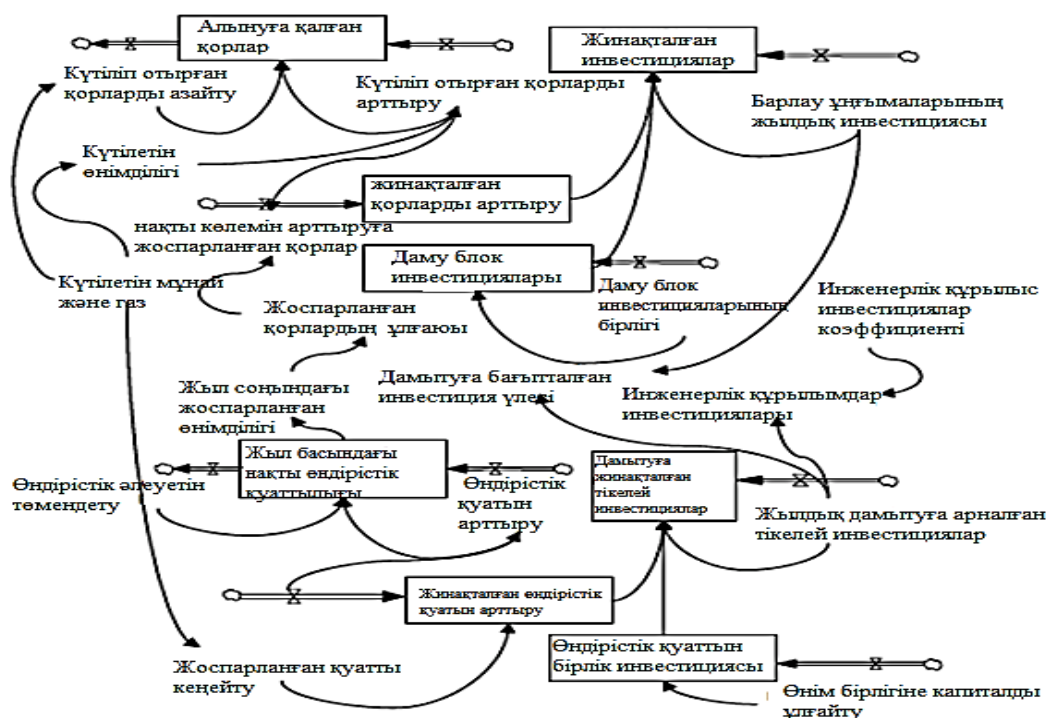 Алынуға қалған
қорлар
Жинақталған
инвестициялар
Күтіліп отырған
қорларды азайту
Күтіліп отырған қорларды
арттыру
Барлау ұңғымаларының
жылдық инвестициясы
Күтілетін
өнімділігі
жинақталған
қорларды арттыру
нақты көлемін арттыруға
жоспарланған қорлар
Даму блок
инвестициялары
Күтілетін мұнай
және газ
Даму блок
инвестицияларының
бірлігі
Инженерлік құрылыс
инвестициялар
коэффициенті
Жоспарланған
қорлардың ұлғаюы
Дамытуға бағытталған
инвестиция үлесі
Жыл соңындағы
жоспарланған
өнімділігі
Инженерлік құрылымдар
инвестициялары
Жыл басындағы
нақты өндірістік
қуаттылығы
Дамытуға
жинақталған
тікелей
инвестициялар
Өндірістік әлеуетін
төмендету
Өндірістік
қуатын
арттыру
Жылдық дамытуға арналған
тікелей инвестициялар
Жинақталған өндірістік
қуатын арттыру
Өндірістік қуаттын
бірлік инвестициясы
Жоспарланған қуатты
кеңейту
Өнім бірлігіне капиталды
ұлғайту